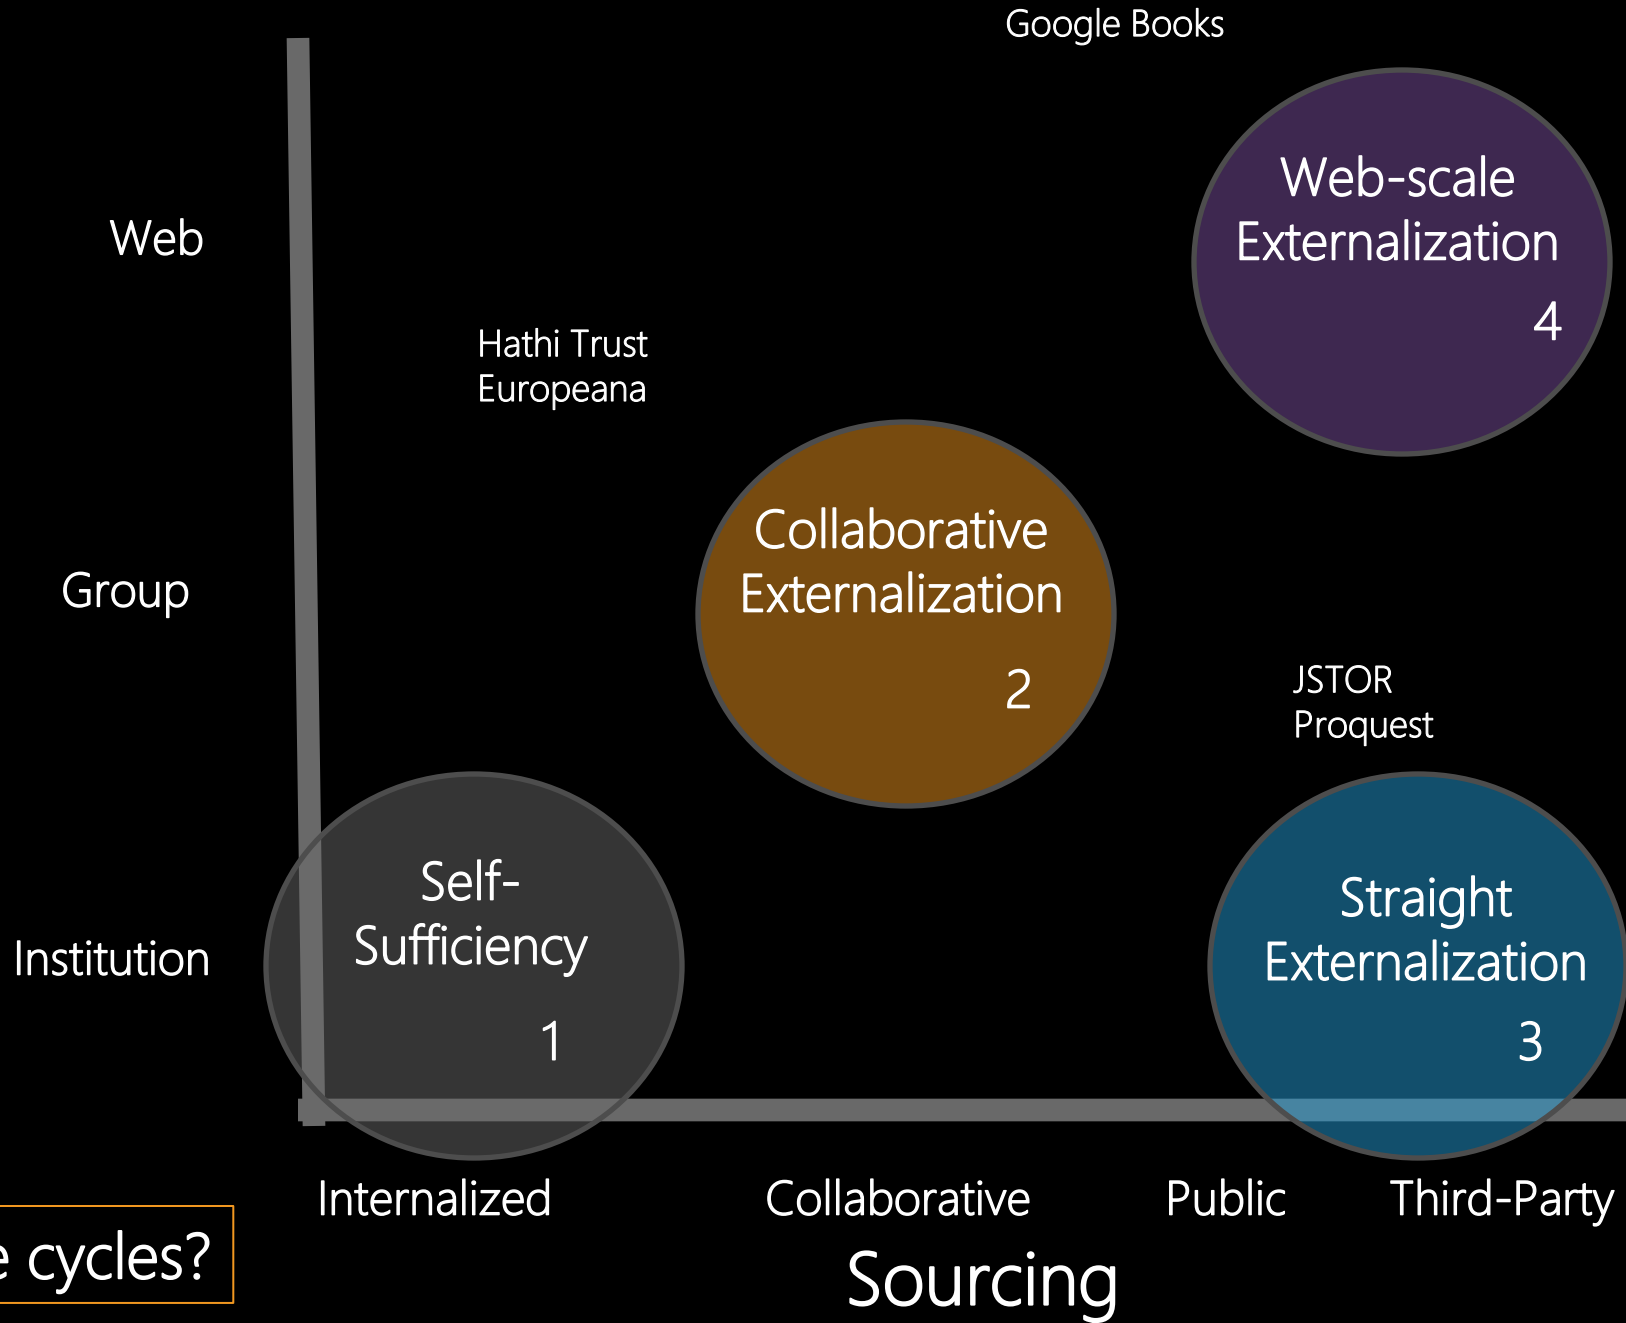 Google Books
Web-scale
Externalization
4
Web
Hathi Trust
Europeana
Collaborative
Externalization
2
Group
JSTOR
Proquest
Self-
Sufficiency
1
Straight
Externalization
3
Institution
Internalized
Collaborative
Public
Third-Party
cycles?
Sourcing